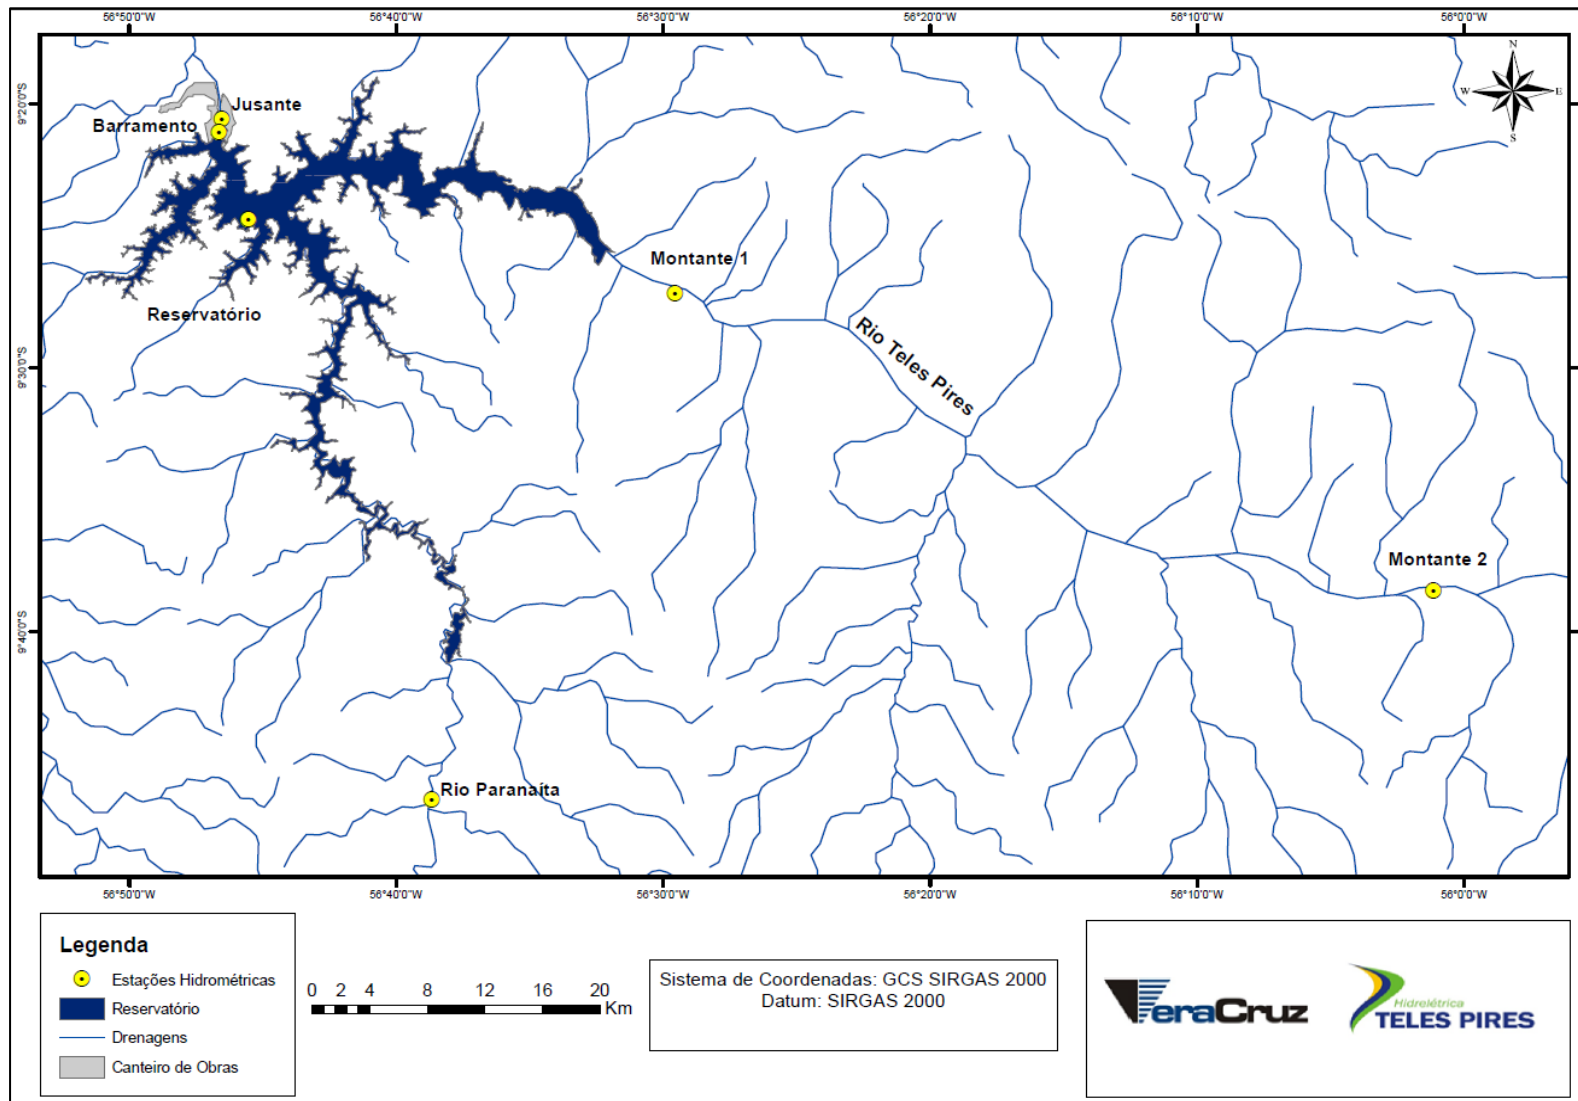 56°50'0"W 56°40'0"W 56°30'0"W 56°20'0"W 56°10'0"W 56°0'0"W
N
W E
S
9°20'0"S
Jusante
Barramento
Montante 1
Reservatório
Rio Teles Pires
9°30'0"S
Montante 2
9°40'0"S
Rio Paranaíta
56°50'0"W 56°40'0"W 56°30'0"W 56°20'0"W 56°10'0"W 56°0'0"W
Legenda
Estações Hidrométricas
Reservatório
Drenagens
Canteiro de Obras
0 2 4 8 12 16 20
Km
Sistema de Coordenadas: GCS SIRGAS 2000
Datum: SIRGAS 2000
VeraCruz
Hidrelétrica
TELES PIRES